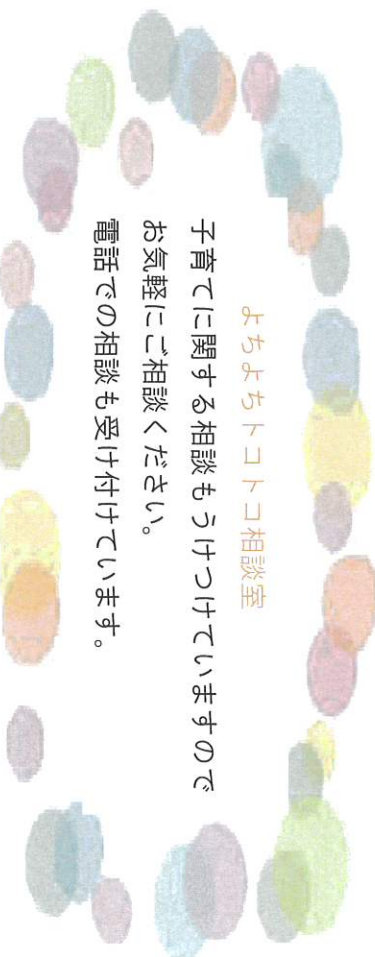 よちよちトコトコ相談室
子育てに関する相談もうけつけていますので
お気軽にご相談ください。
電話での相談も受け付けています。